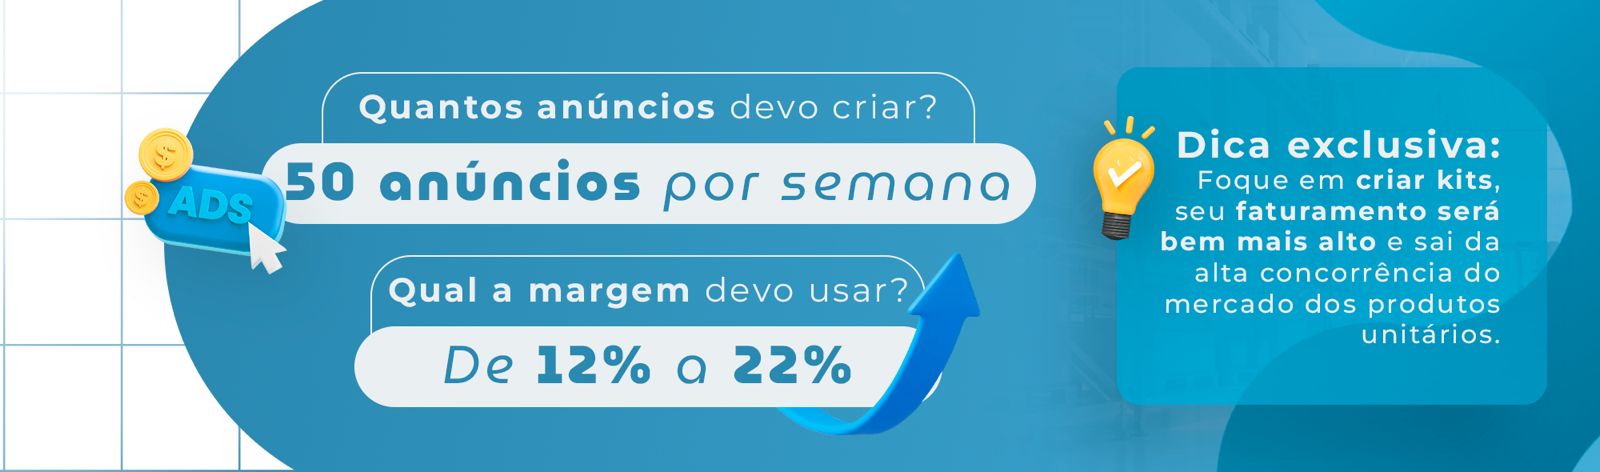 Quantos anúncios devo criar?
50 anúncios por semana
ADS
Qual a margem devo usar?
De 12% a 22%
Dica exclusiva:
Foque em criar kits,
seu faturamento será
bem mais alto e sai da
alta concorrência do
mercado dos produtos
unitários.